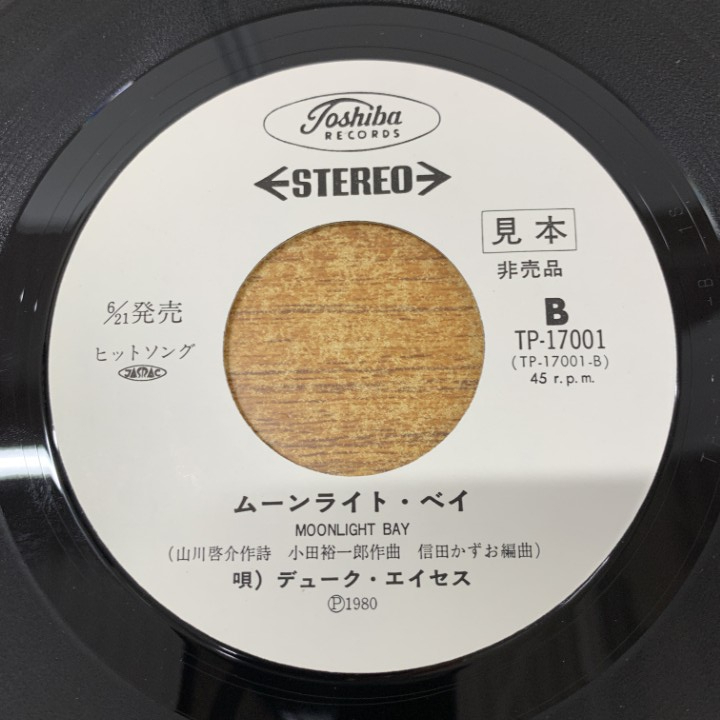 Toshiba
RECORDS
STEREO
見本
非売品
6/21発売
ヒットソング
JASRAC
B
TP-17001
(TP-17001-B)
45 r.p.m.
ムーンライト・ベイ
MOONLIGHT BAY
(山川啓介作詩 小田裕一郎作曲 信田かずお編曲)
唄) デューク・エイセス
Ⓟ1980